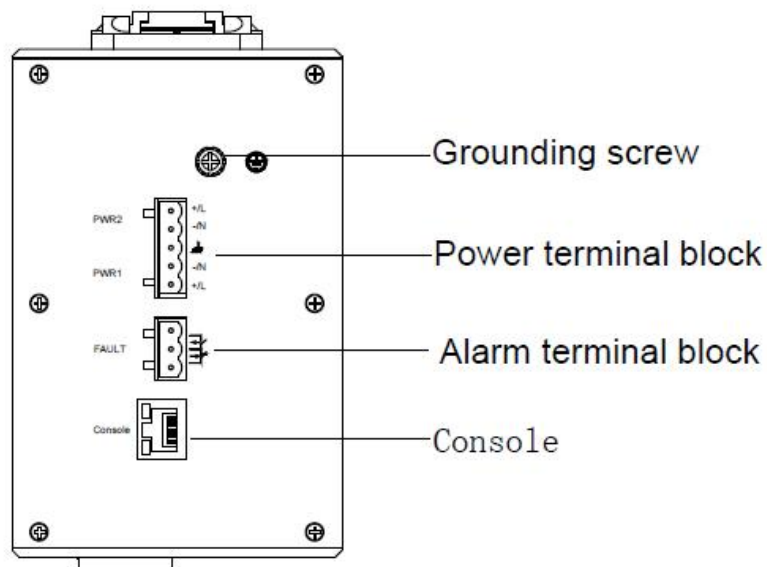 Grounding screw
PWR2
+/L
-/N
Power terminal block
PWR1
-/N
+/L
FAULT
Alarm terminal block
Console
Console